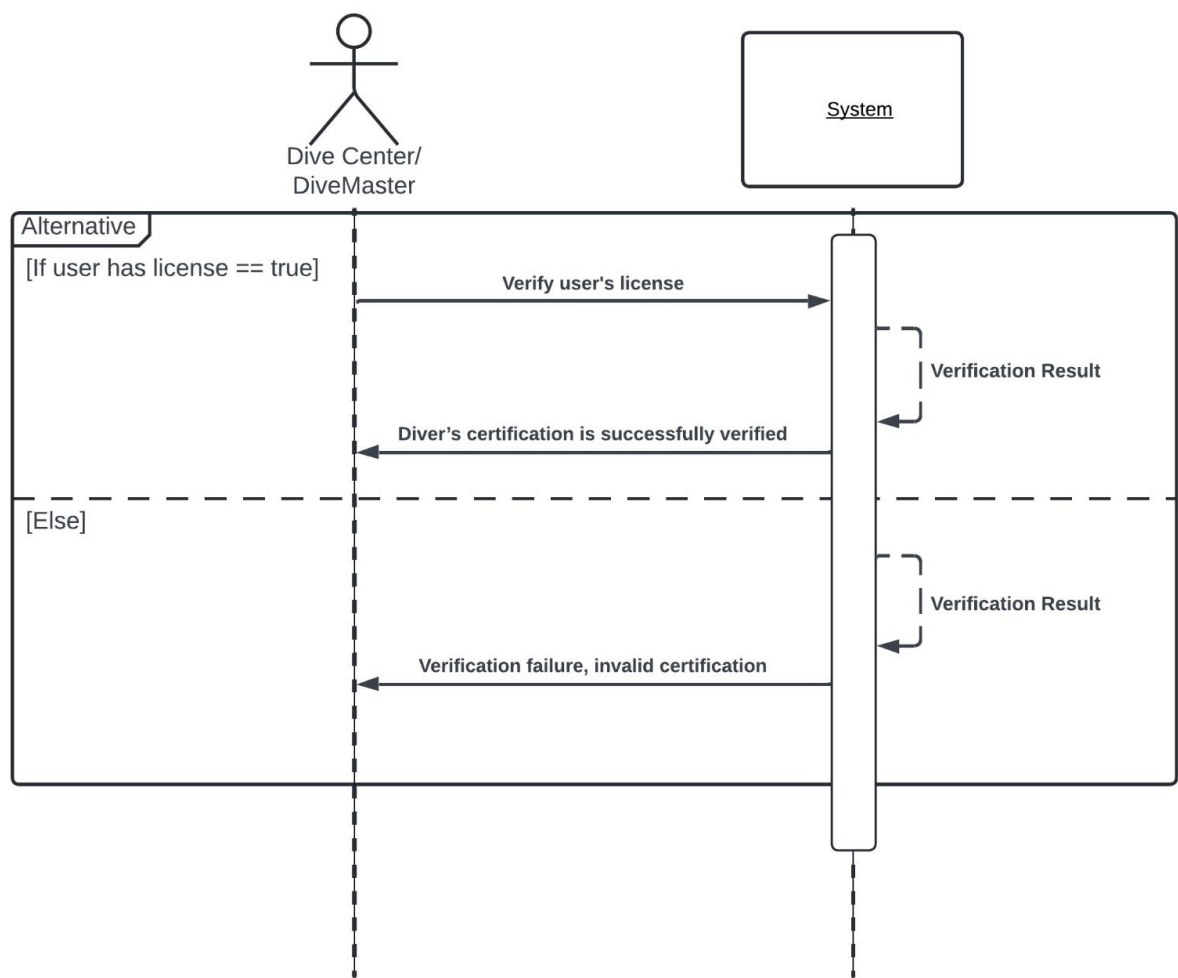 Dive Center/
DiveMaster
System
Alternative
[If user has license == true]
Verify user's license
Verification Result
Diver’s certification is successfully verified
[Else]
Verification Result
Verification failure, invalid certification